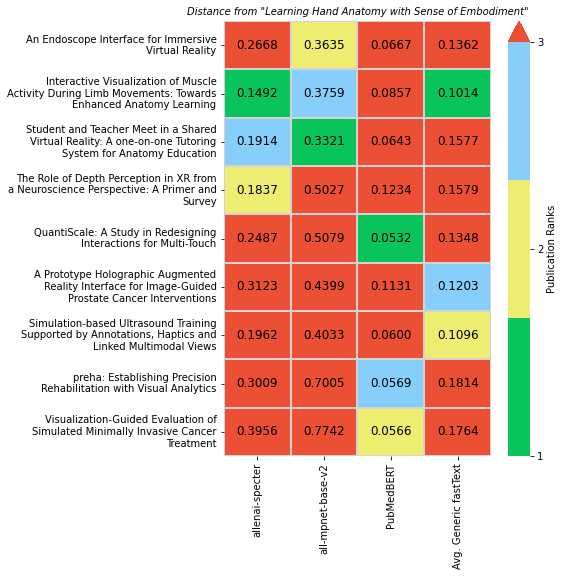 Distance from "Learning Hand Anatomy with Sense of Embodiment"
An Endoscope Interface for Immersive
Virtual Reality
0.2668 0.3635 0.0667 0.1362
Interactive Visualization of Muscle
Activity During Limb Movements: Towards
Enhanced Anatomy Learning
0.1492 0.3759 0.0857 0.1014
Student and Teacher Meet in a Shared
Virtual Reality: A one-on-one Tutoring
System for Anatomy Education
0.1914 0.3321 0.0643 0.1577
The Role of Depth Perception in XR from
a Neuroscience Perspective: A Primer and
Survey
0.1837 0.5027 0.1234 0.1579
QuantiScale: A Study in Redesigning
Interactions for Multi-Touch
0.2487 0.5079 0.0532 0.1348
A Prototype Holographic Augmented
Reality Interface for Image-Guided
Prostate Cancer Interventions
0.3123 0.4399 0.1131 0.1203
Simulation-based Ultrasound Training
Supported by Annotations, Haptics and
Linked Multimodal Views
0.1962 0.4033 0.0600 0.1096
preha: Establishing Precision
Rehabilitation with Visual Analytics
0.3009 0.7005 0.0569 0.1814
Visualization-Guided Evaluation of
Simulated Minimally Invasive Cancer
Treatment
0.3956 0.7742 0.0566 0.1764
allenai-specter
all-mpnet-base-v2
PubMedBERT
Avg. Generic fastText
3
2
1
Publication Ranks